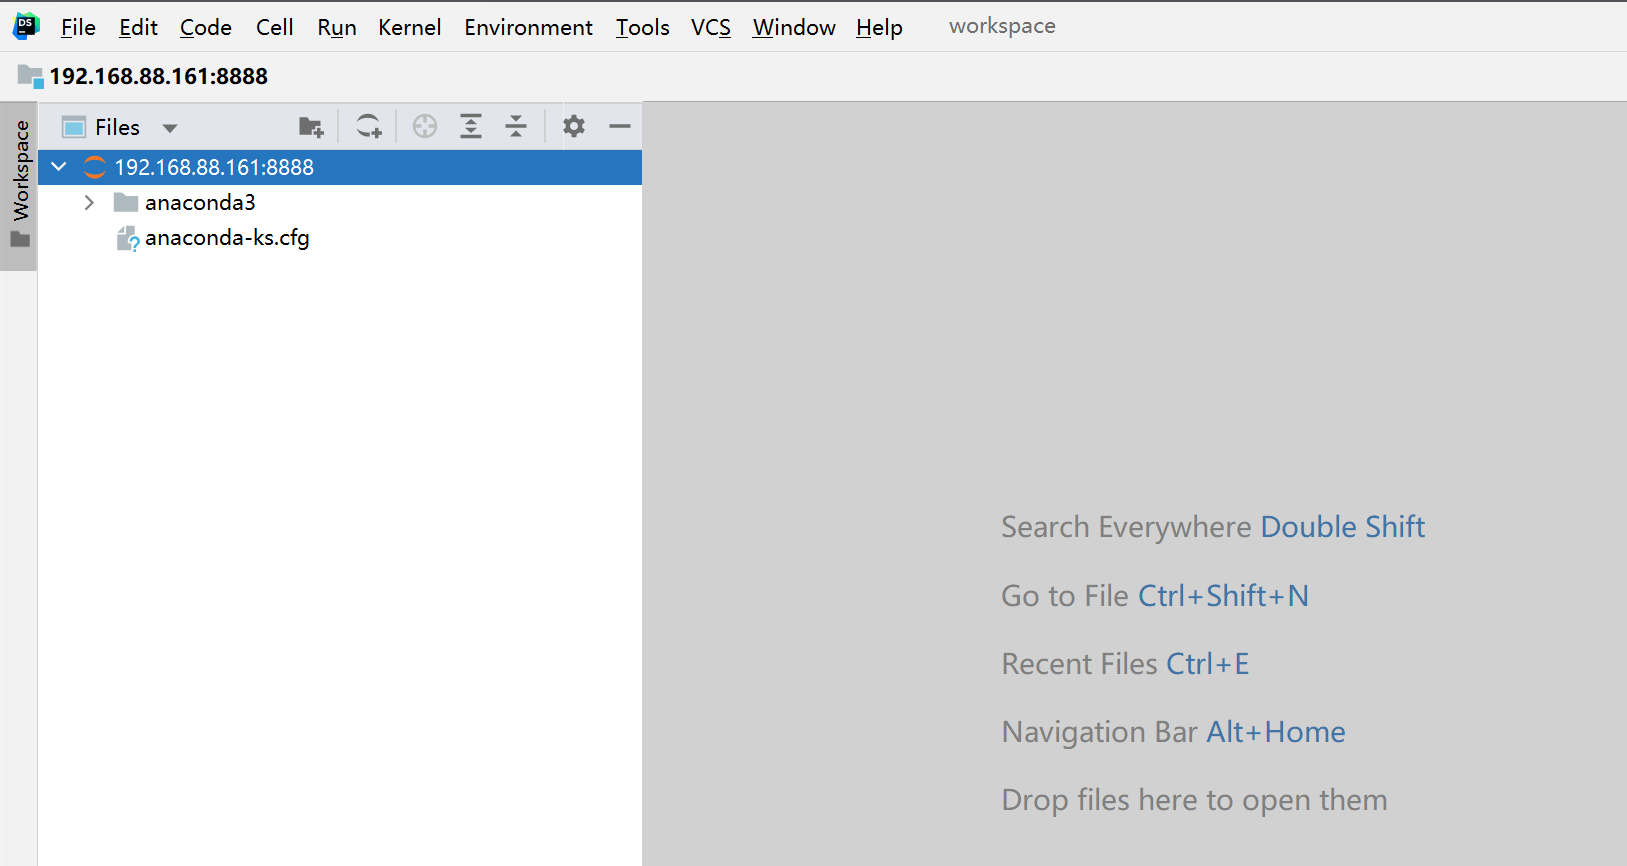 DS
File Edit Code Cell Run Kernel Environment Tools VCS Window Help workspace
192.168.88.161:8888
Workspace
Files
192.168.88.161:8888
anaconda3
anaconda-ks.cfg
Search Everywhere Double Shift
Go to File Ctrl+Shift+N
Recent Files Ctrl+E
Navigation Bar Alt+Home
Drop files here to open them